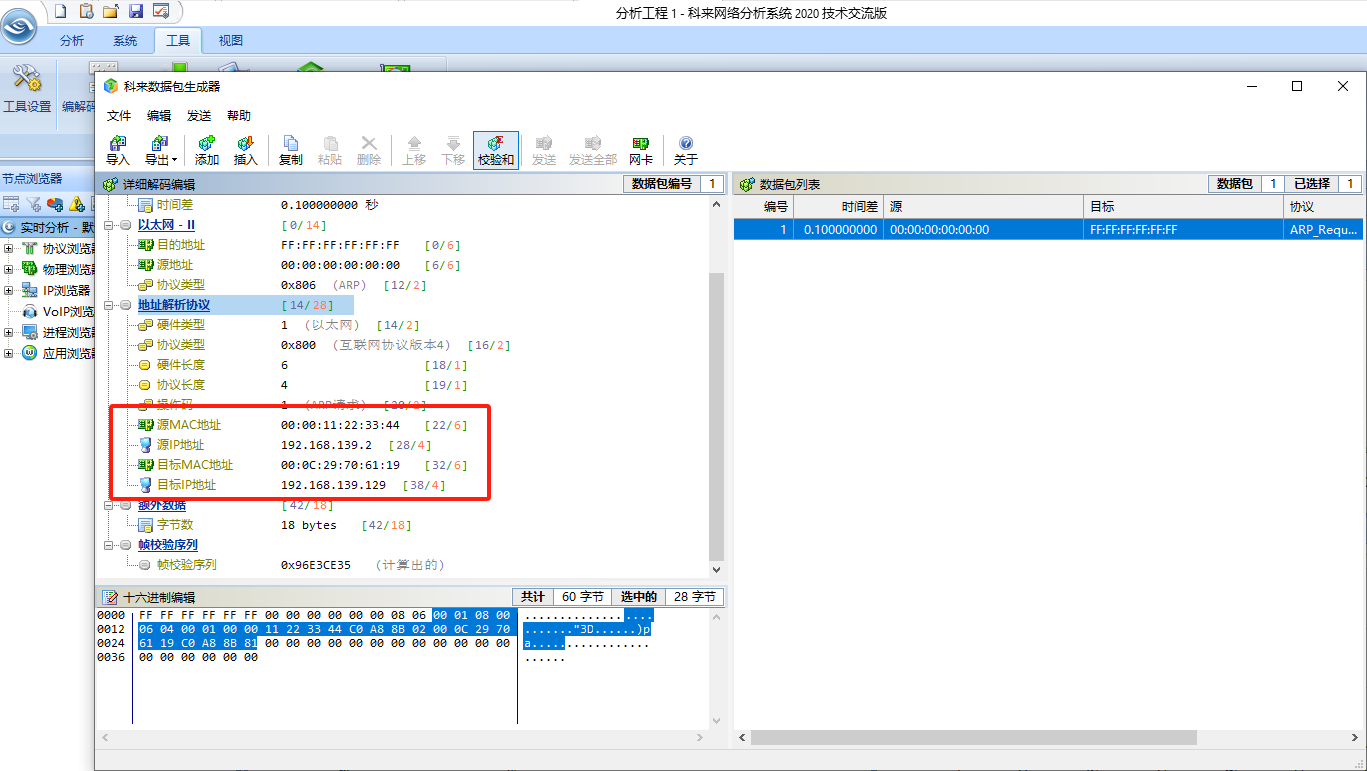 分析工程 1 - 科来网络分析系统 2020 技术交流版
分析 系统 工具 视图
工具设置 编解码
节点浏览器
实时分析 - 默
协议浏览器
物理浏览器
IP浏览器
VoIP浏览
进程浏览器
应用浏览器
科来数据包生成器
文件 编辑 发送 帮助
导入 导出 添加 插入 复制 粘贴 删除 上移 下移 校验和 发送 发送全部 网卡 关于
详细解码编辑 数据包编号 1
时间差 0.100000000 秒
以太网 - II [0/14]
目的地址 FF:FF:FF:FF:FF:FF [0/6]
源地址 00:00:00:00:00:00 [6/6]
协议类型 0x806 (ARP) [12/2]
地址解析协议 [14/28]
硬件类型 1 (以太网) [14/2]
协议类型 0x800 (互联网协议版本4) [16/2]
硬件长度 6 [18/1]
协议长度 4 [19/1]
操作码 1 (ARP请求) [20/2]
源MAC地址 00:00:11:22:33:44 [22/6]
源IP地址 192.168.139.2 [28/4]
目标MAC地址 00:0C:29:70:61:19 [32/6]
目标IP地址 192.168.139.129 [38/4]
额外数据 [42/18]
字节数 18 bytes [42/18]
帧校验序列
帧校验序列 0x96E3CE35 (计算出的)
十六进制编辑 共计 60 字节 选中的 28 字节
0000 FF FF FF FF FF FF 00 00 00 00 00 00 08 06 00 01 08 00 ..................
0012 06 04 00 01 00 00 11 22 33 44 C0 A8 8B 02 00 0C 29 70 ......."3D......)p
0024 61 19 C0 A8 8B 81 00 00 00 00 00 00 00 00 00 00 00 00 a.................
0036 00 00 00 00 00 00 ......
数据包列表 数据包 1 已选择 1
编号 时间差 源 目标 协议
1 0.100000000 00:00:00:00:00:00 FF:FF:FF:FF:FF:FF ARP_Requ...